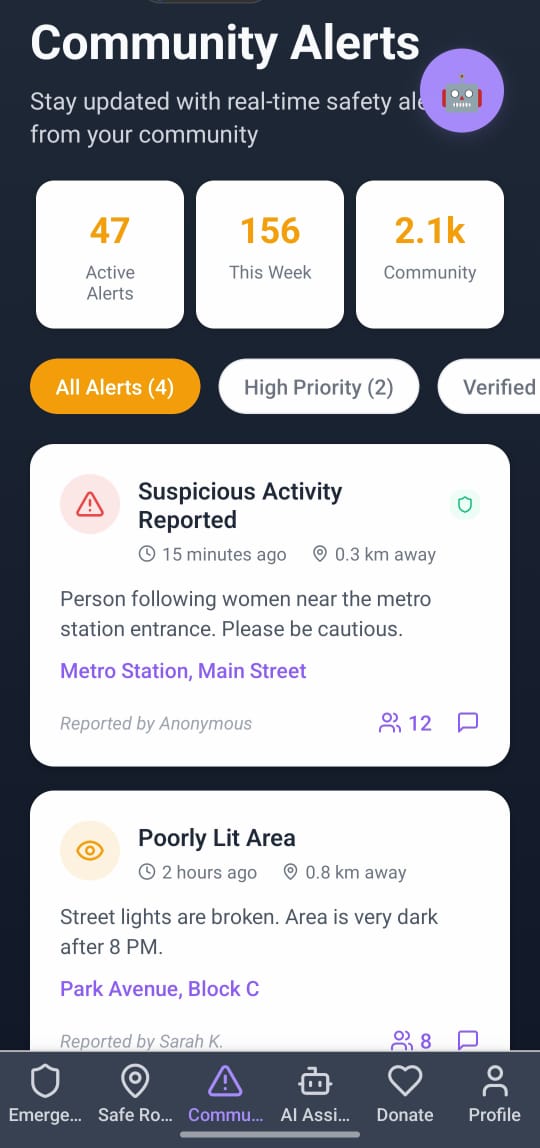 Community Alerts
Stay updated with real-time safety ale
from your community
47
Active
Alerts
156
This Week
2.1k
Community
All Alerts (4)
High Priority (2)
Verified
Suspicious Activity
Reported
15 minutes ago
0.3 km away
Person following women near the metro
station entrance. Please be cautious.
Metro Station, Main Street
Reported by Anonymous
12
Poorly Lit Area
2 hours ago
0.8 km away
Street lights are broken. Area is very dark
after 8 PM.
Park Avenue, Block C
Reported by Sarah K.
8
Emerge...
Safe Ro...
Commu...
AI Assi...
Donate
Profile